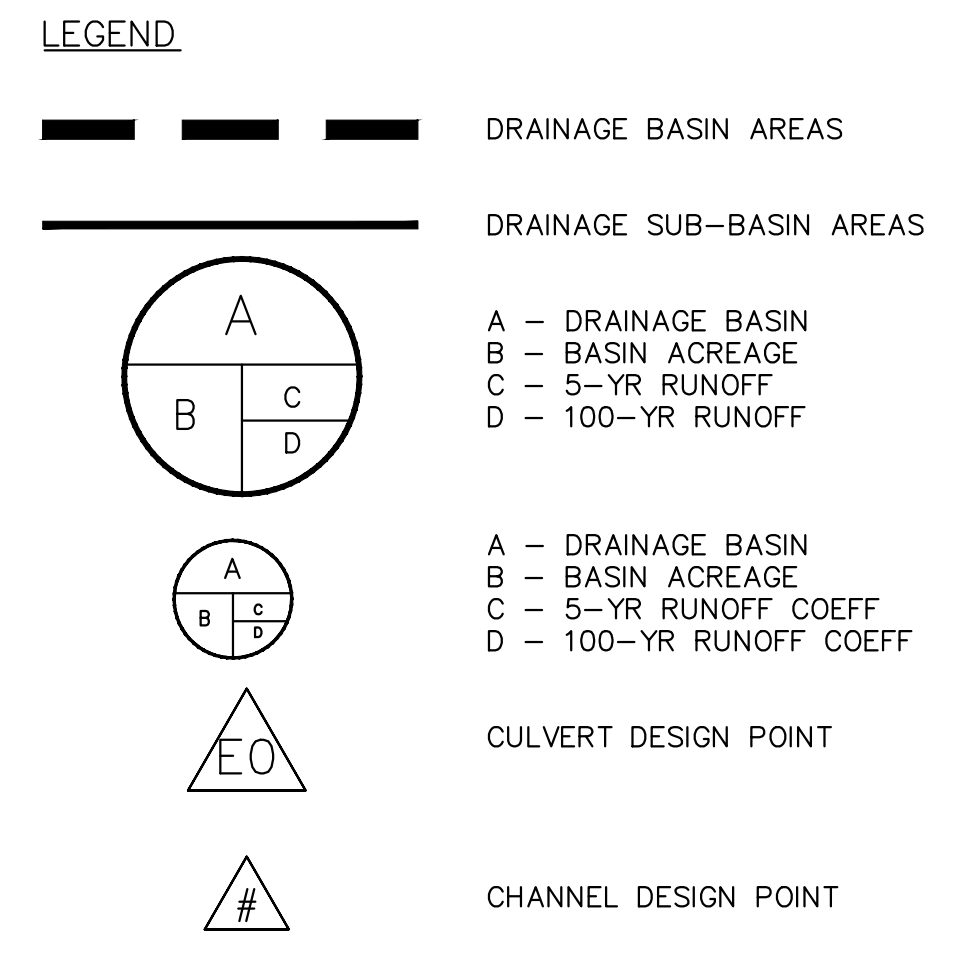 LEGEND
DRAINAGE BASIN AREAS
DRAINAGE SUB-BASIN AREAS
A
B
C
D
A - DRAINAGE BASIN
B - BASIN ACREAGE
C - 5-YR RUNOFF
D - 100-YR RUNOFF
A
B
C
D
A - DRAINAGE BASIN
B - BASIN ACREAGE
C - 5-YR RUNOFF COEFF
D - 100-YR RUNOFF COEFF
EO
CULVERT DESIGN POINT
#
CHANNEL DESIGN POINT